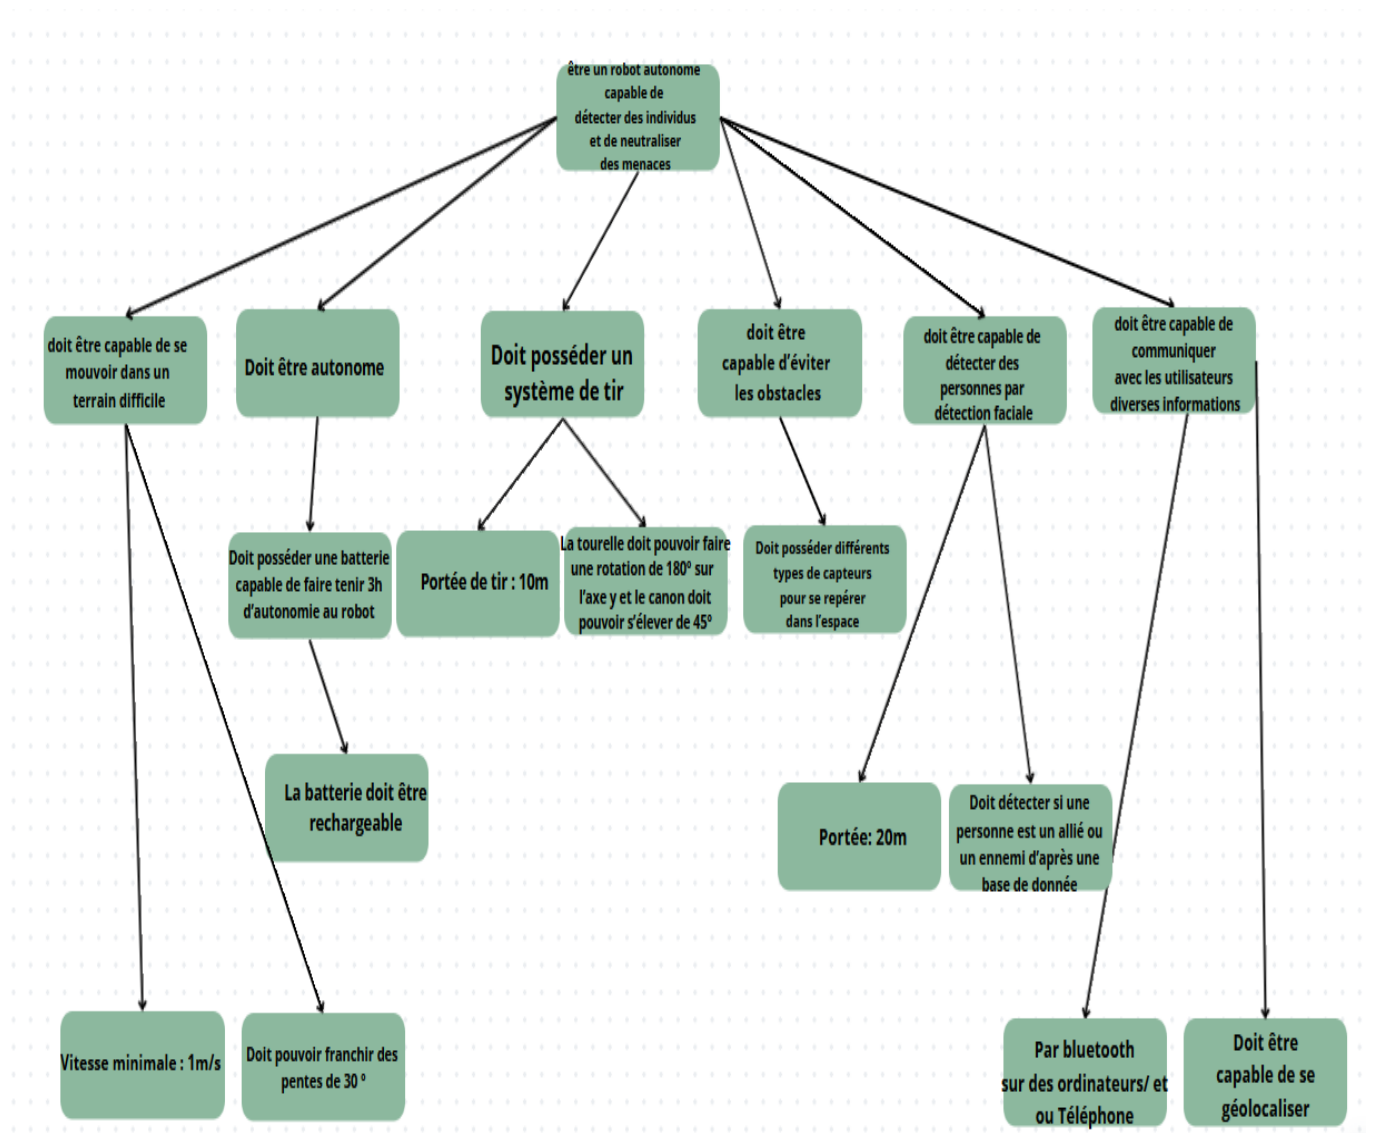 être un robot autonome
capable de
détecter des individus
et de neutraliser
des menaces
doit être capable de se
mouvoir dans un
terrain difficile
Doit être autonome
Doit posséder un
système de tir
doit être
capable d'éviter
les obstacles
doit être capable de
détecter des
personnes par
détection faciale
doit être capable de
communiquer
avec les utilisateurs
diverses informations
Doit posséder une batterie
capable de faire tenir 3h
d'autonomie au robot
Portée de tir : 10m
La tourelle doit pouvoir faire
une rotation de 180º sur
l'axe y et le canon doit
pouvoir s'élever de 45º
Doit posséder différents
types de capteurs
pour se repérer
dans l'espace
La batterie doit être
rechargeable
Portée: 20m
Doit détecter si une
personne est un allié ou
un ennemi d'après une
base de donnée
Vitesse minimale : 1m/s
Doit pouvoir franchir des
pentes de 30 º
Par bluetooth
sur des ordinateurs/ et
ou Téléphone
Doit être
capable de se
géolocaliser